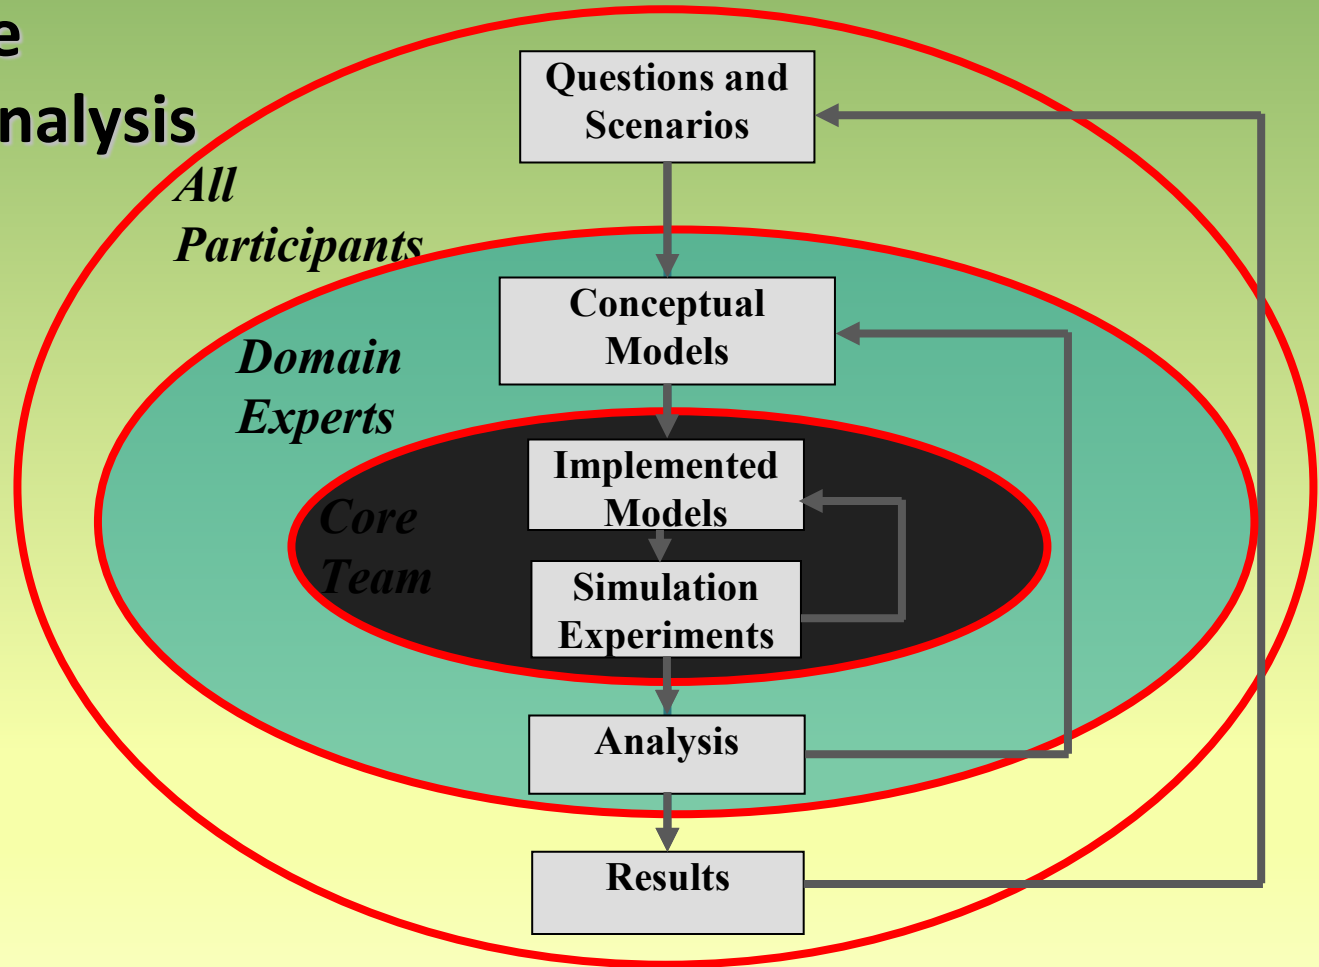 e
nalysis
All
Participants
Questions and
Scenarios
Domain
Experts
Conceptual
Models
Core
Team
Implemented
Models
Simulation
Experiments
Analysis
Results